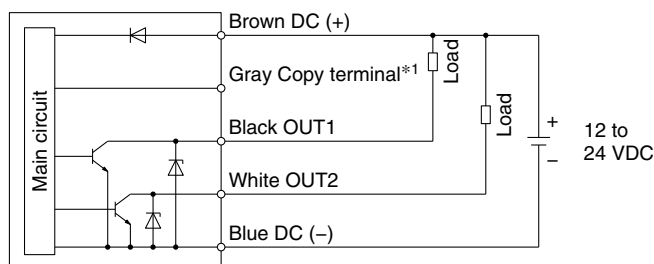 Brown DC (+)
Gray Copy terminal*1
Black OUT1
White OUT2
Blue DC (−)
Main circuit
Load
Load
+
−
12 to
24 VDC